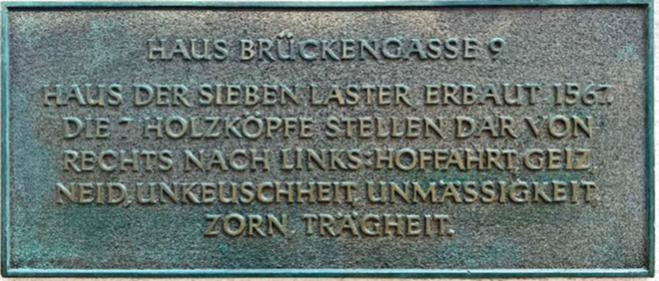 HAUS BRÜCKENGASSE 9
HAUS DER SIEBEN LASTER ERBAUT 1567.
DIE 7 HOLZKÖPFE STELLEN DAR VON
RECHTS NACH LINKS: HOFFAHRT, GEIZ,
NEID, UNKEUSCHHEIT, UNMÄSSIGKEIT,
ZORN, TRÄGHEIT.